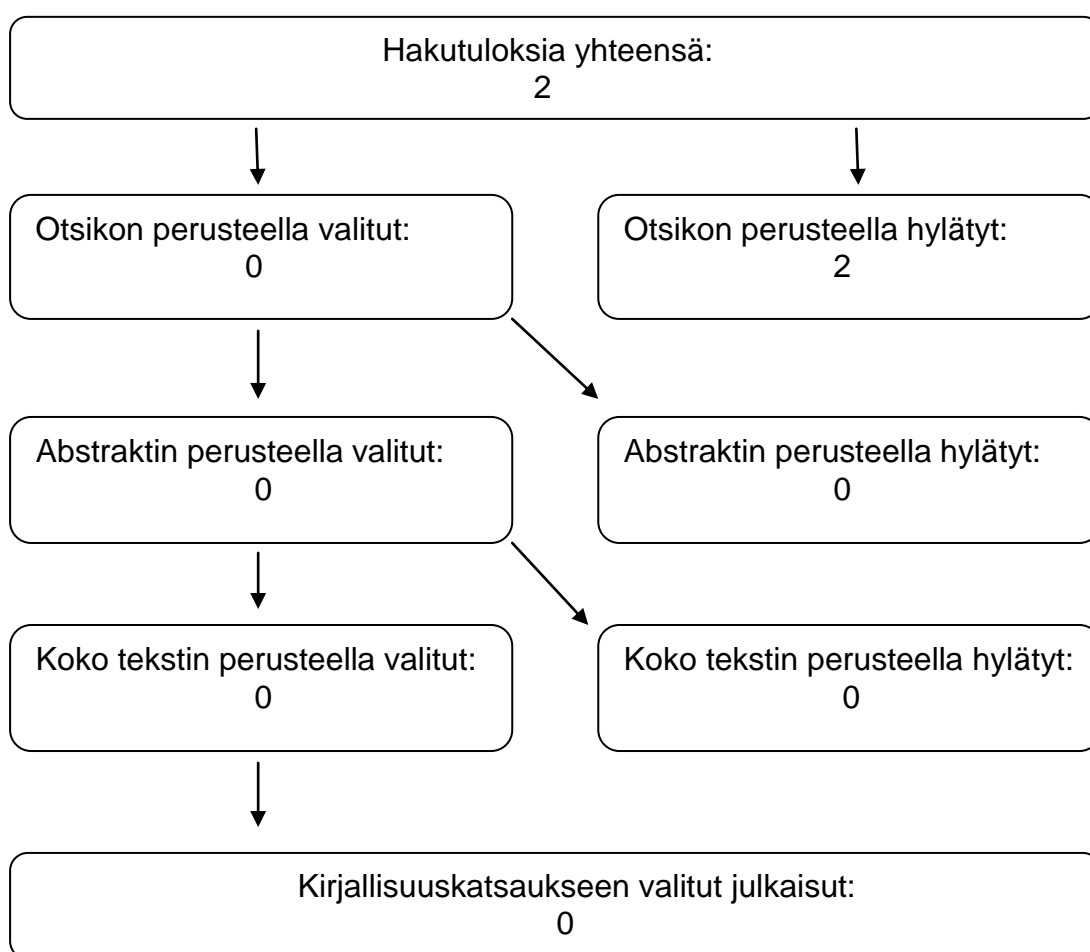 Hakutuloksia yhteensä:
2
Otsikon perusteella valitut:
0
Otsikon perusteella hylätyt:
2
Abstraktin perusteella valitut:
0
Abstraktin perusteella hylätyt:
0
Koko tekstin perusteella valitut:
0
Koko tekstin perusteella hylätyt:
0
Kirjallisuuskatsaukseen valitut julkaisut:
0